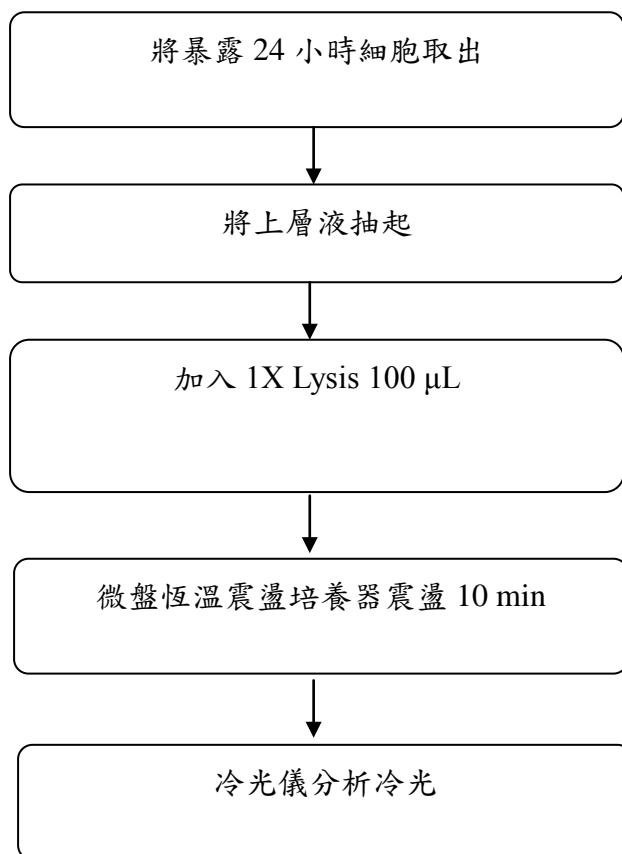 將暴露 24 小時細胞取出
將上層液抽起
加入 1X Lysis 100 μL
微盤恆溫震盪培養器震盪 10 min
冷光儀分析冷光